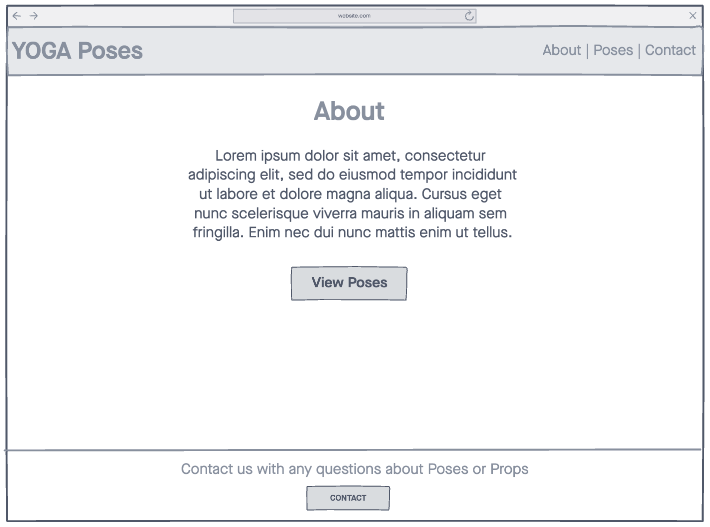 website.com
YOGA Poses
About | Poses | Contact
About
Lorem ipsum dolor sit amet, consectetur
adipiscing elit, sed do eiusmod tempor incididunt
ut labore et dolore magna aliqua. Cursus eget
nunc scelerisque viverra mauris in aliquam sem
fringilla. Enim nec dui nunc mattis enim ut tellus.
View Poses
Contact us with any questions about Poses or Props
CONTACT